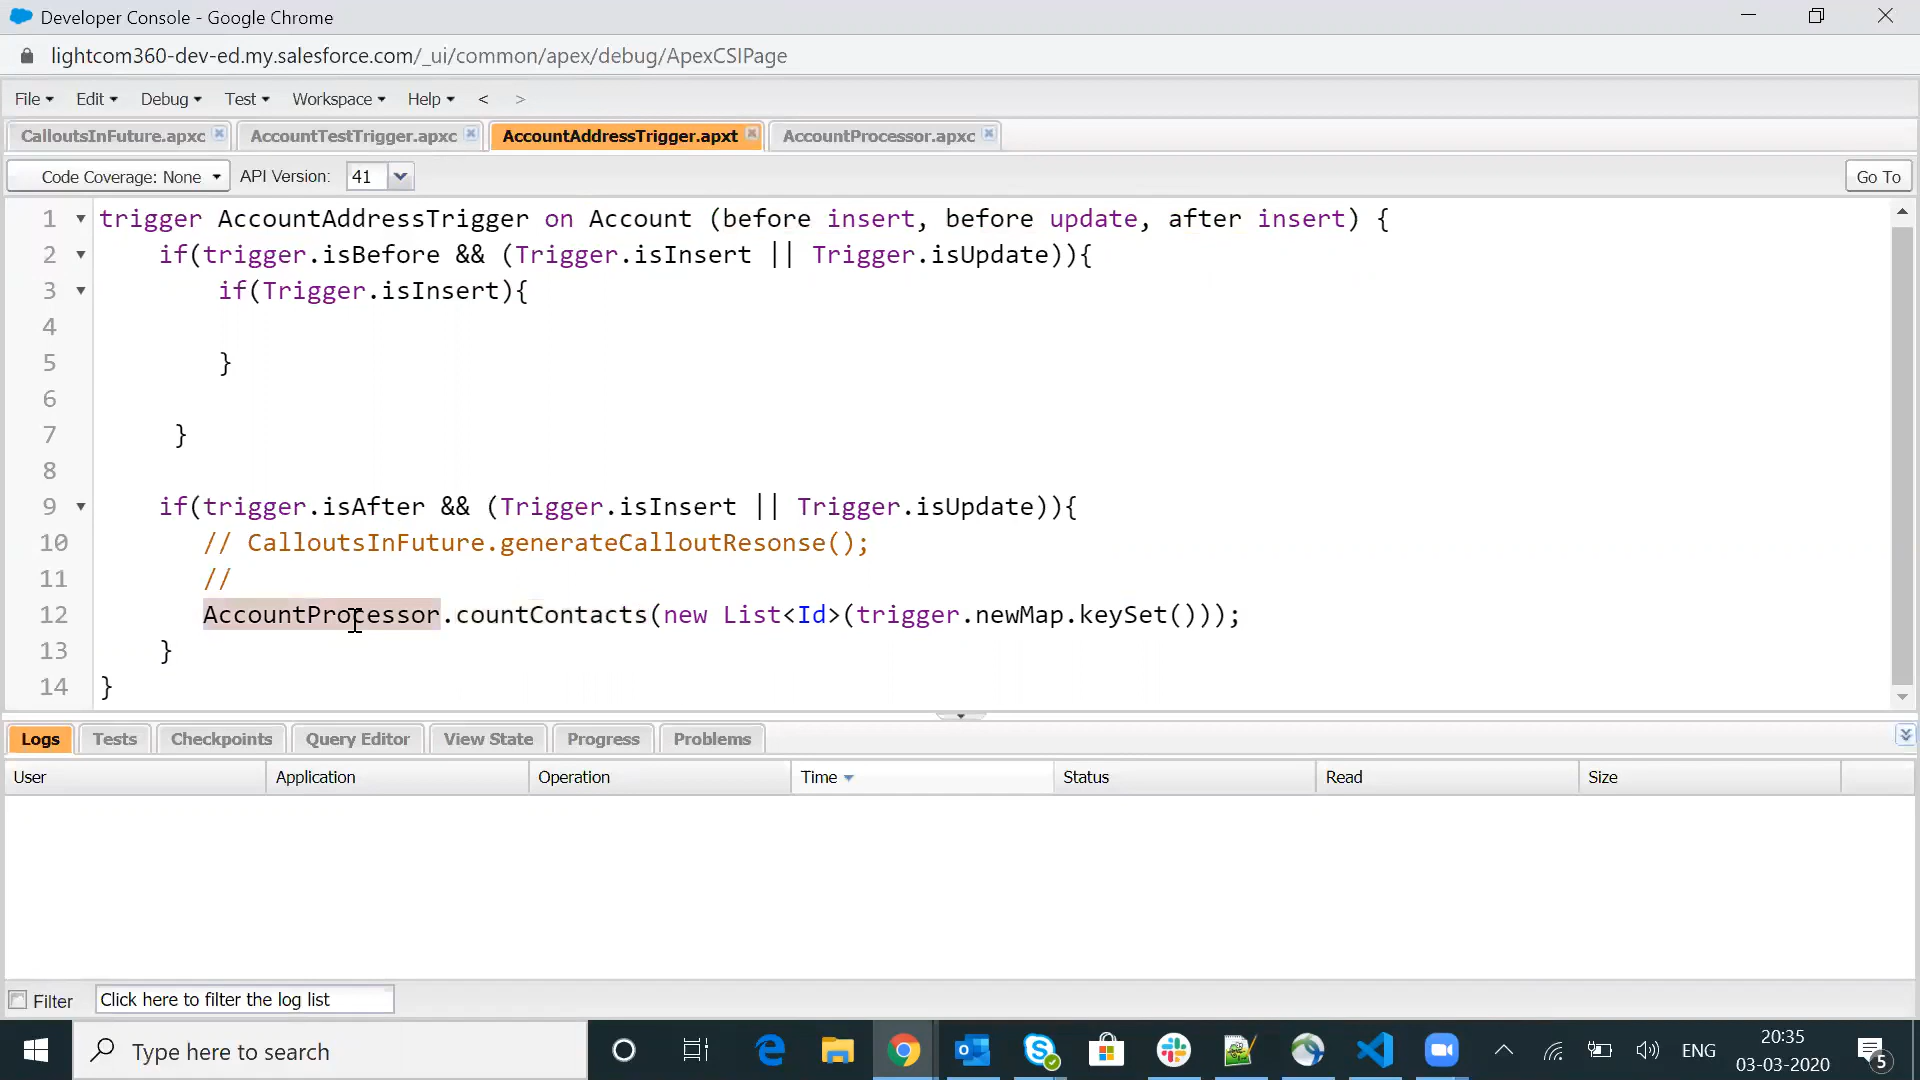 Developer Console - Google Chrome
lightcom360-dev-ed.my.salesforce.com/_ui/common/apex/debug/ApexCSIPage
File Edit Debug Test Workspace Help < >
CalloutsInFuture.apxc AccountTestTrigger.apxc AccountAddressTrigger.apxt AccountProcessor.apxc
Code Coverage: None API Version: 41 Go To
1 trigger AccountAddressTrigger on Account (before insert, before update, after insert) {
2 if(trigger.isBefore && (Trigger.isInsert || Trigger.isUpdate)){
3 if(Trigger.isInsert){
4
5 }
6
7 }
8
9 if(trigger.isAfter && (Trigger.isInsert || Trigger.isUpdate)){
10 // CalloutsInFuture.generateCalloutResonse();
11 //
12 AccountProcessor.countContacts(new List<Id>(trigger.newMap.keySet()));
13 }
14 }
Logs Tests Checkpoints Query Editor View State Progress Problems
User Application Operation Time Status Read Size
Filter Click here to filter the log list
Type here to search ENG 20:35
03-03-2020 5